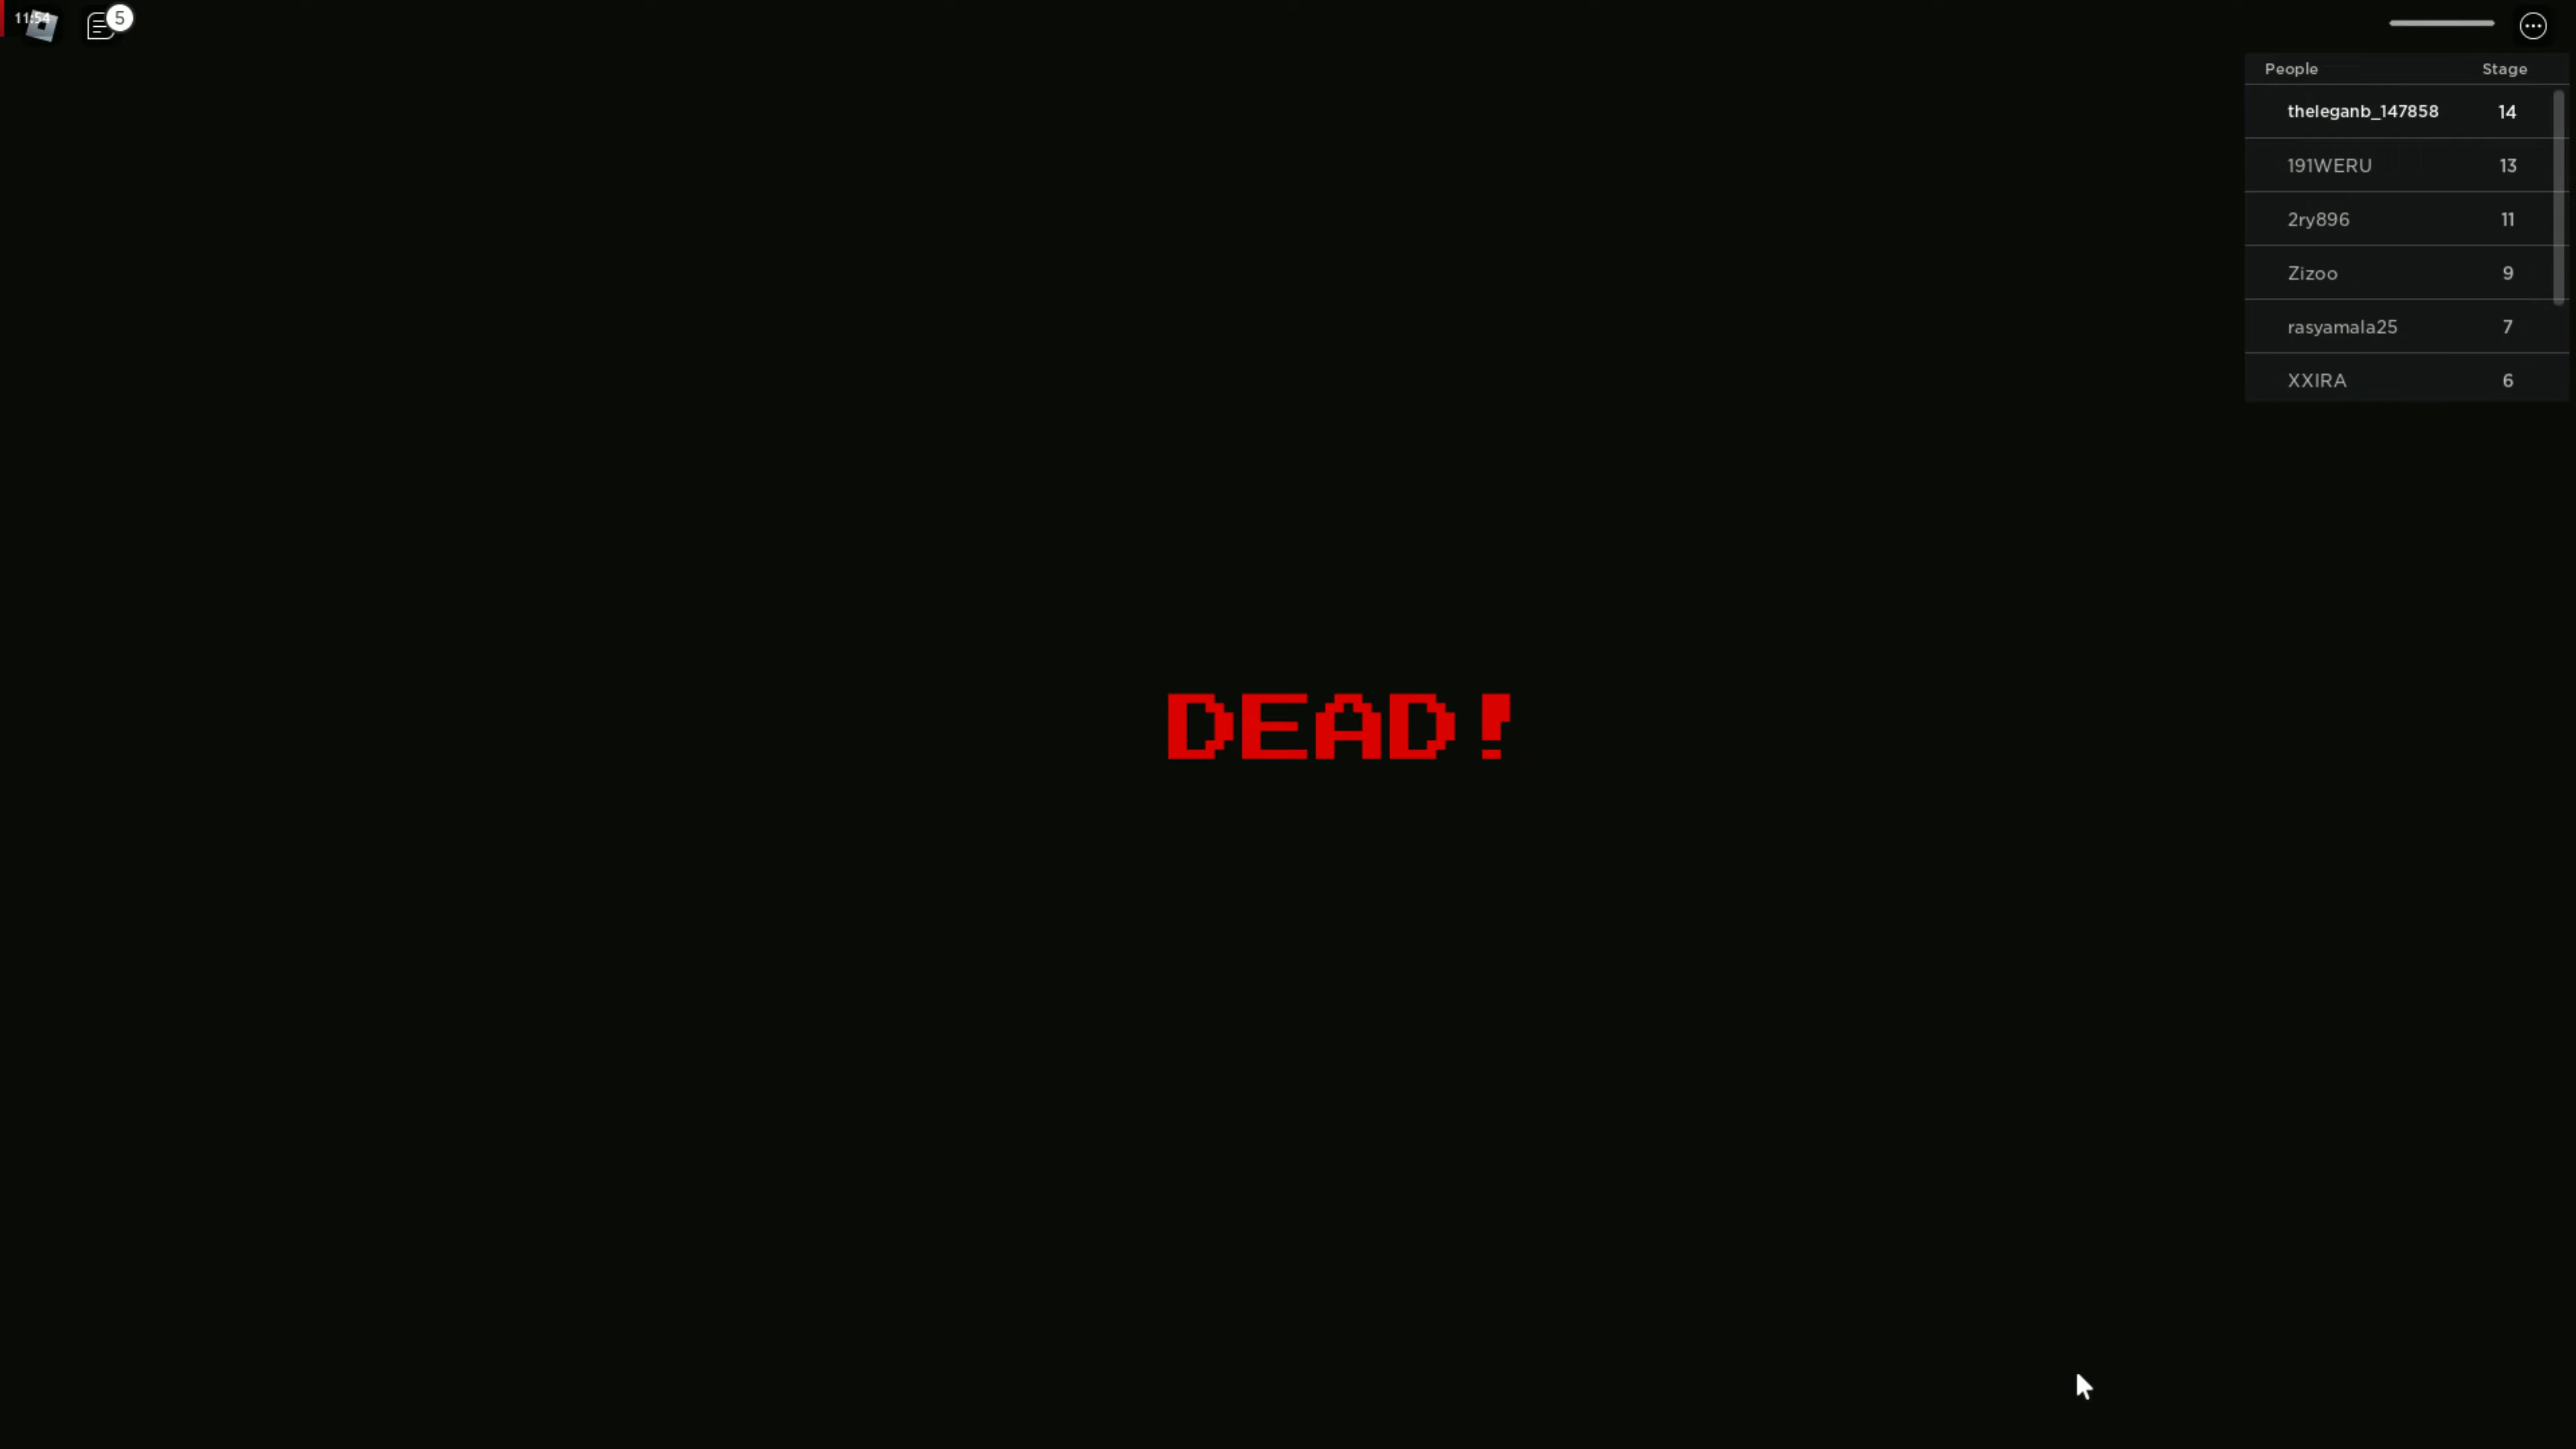 11:54
5
People Stage
theleganb_147858 14
191WERU 13
2ry896 11
Zizoo 9
rasyamala25 7
XXIRA 6
DEAD!